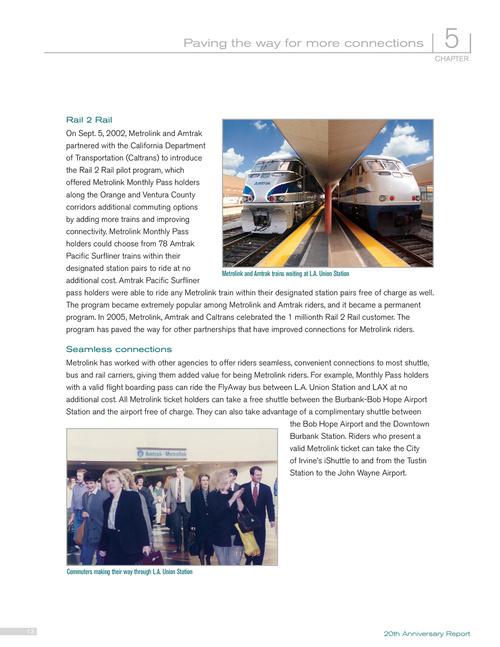 Paving the way for more connections
5
CHAPTER
Rail 2 Rail
On Sept. 5, 2002, Metrolink and Amtrak
partnered with the California Department
of Transportation (Caltrans) to introduce
the Rail 2 Rail pilot program, which
offered Metrolink Monthly Pass holders
along the Orange and Ventura County
corridors additional commuting options
by adding more trains and improving
connectivity. Metrolink Monthly Pass
holders could choose from 78 Amtrak
Pacific Surfliner trains within their
designated station pairs to ride at no
additional cost. Amtrak Pacific Surfliner
pass holders were able to ride any Metrolink train within their designated station pairs free of charge as well.
The program became extremely popular among Metrolink and Amtrak riders, and it became a permanent
program. In 2005, Metrolink, Amtrak and Caltrans celebrated the 1 millionth Rail 2 Rail customer. The
program has paved the way for other partnerships that have improved connections for Metrolink riders.
AMTRAK
Metrolink and Amtrak trains waiting at L.A. Union Station
Seamless connections
Metrolink has worked with other agencies to offer riders seamless, convenient connections to most shuttle,
bus and rail carriers, giving them added value for being Metrolink riders. For example, Monthly Pass holders
with a valid flight boarding pass can ride the FlyAway bus between L.A. Union Station and LAX at no
additional cost. All Metrolink ticket holders can take a free shuttle between the Burbank-Bob Hope Airport
Station and the airport free of charge. They can also take advantage of a complimentary shuttle between
the Bob Hope Airport and the Downtown
Burbank Station. Riders who present a
valid Metrolink ticket can take the City
of Irvine's iShuttle to and from the Tustin
Station to the John Wayne Airport.
Amtrak · Metrolink
Commuters making their way through L.A. Union Station
20th Anniversary Report